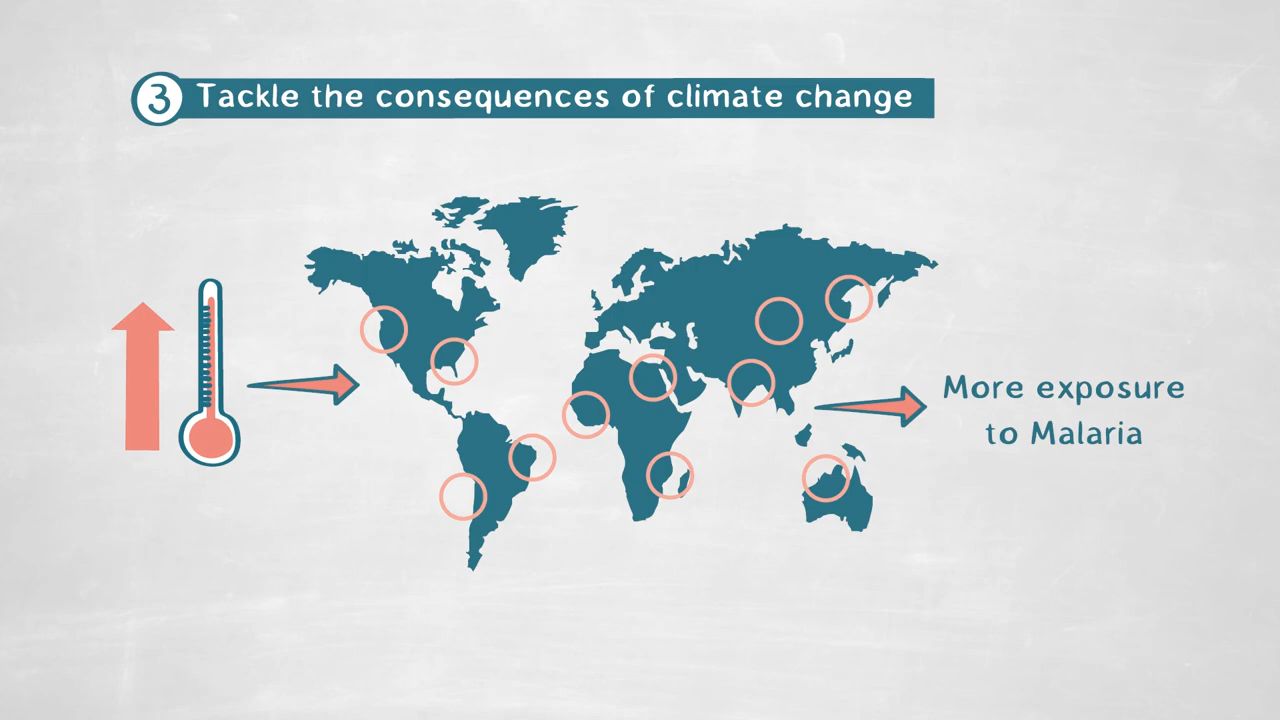 3 Tackle the consequences of climate change
More exposure
to Malaria